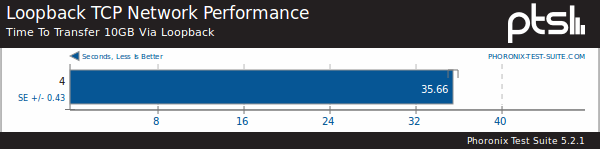 Loopback TCP Network Performance
Time To Transfer 10GB Via Loopback
ptsl
Seconds, Less Is Better
PHORONIX-TEST-SUITE.COM
4
SE +/- 0.43
35.66
8
16
24
32
40
Phoronix Test Suite 5.2.1